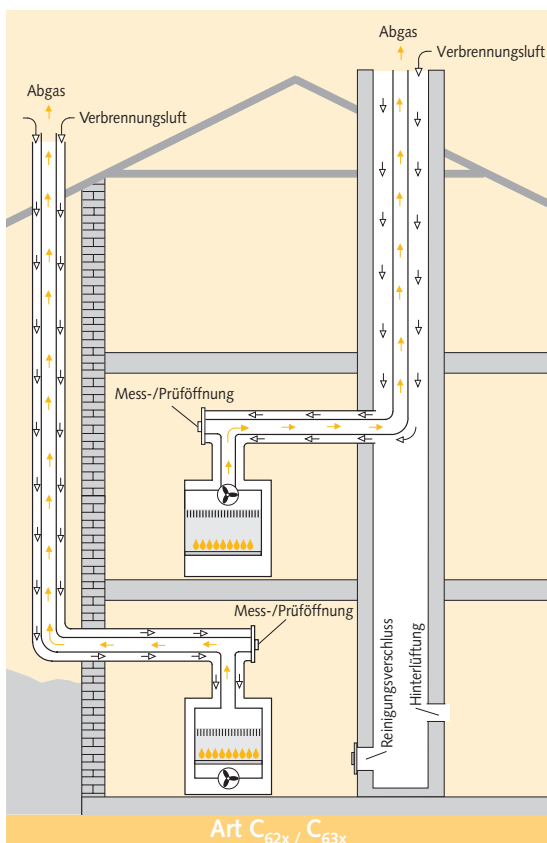 Abgas
Verbrennungsluft
Abgas
Verbrennungsluft
Mess-/Prüföffnung
Mess-/Prüföffnung
Reinigungsverschluss
Hinterlüftung
Art C62x / C63x